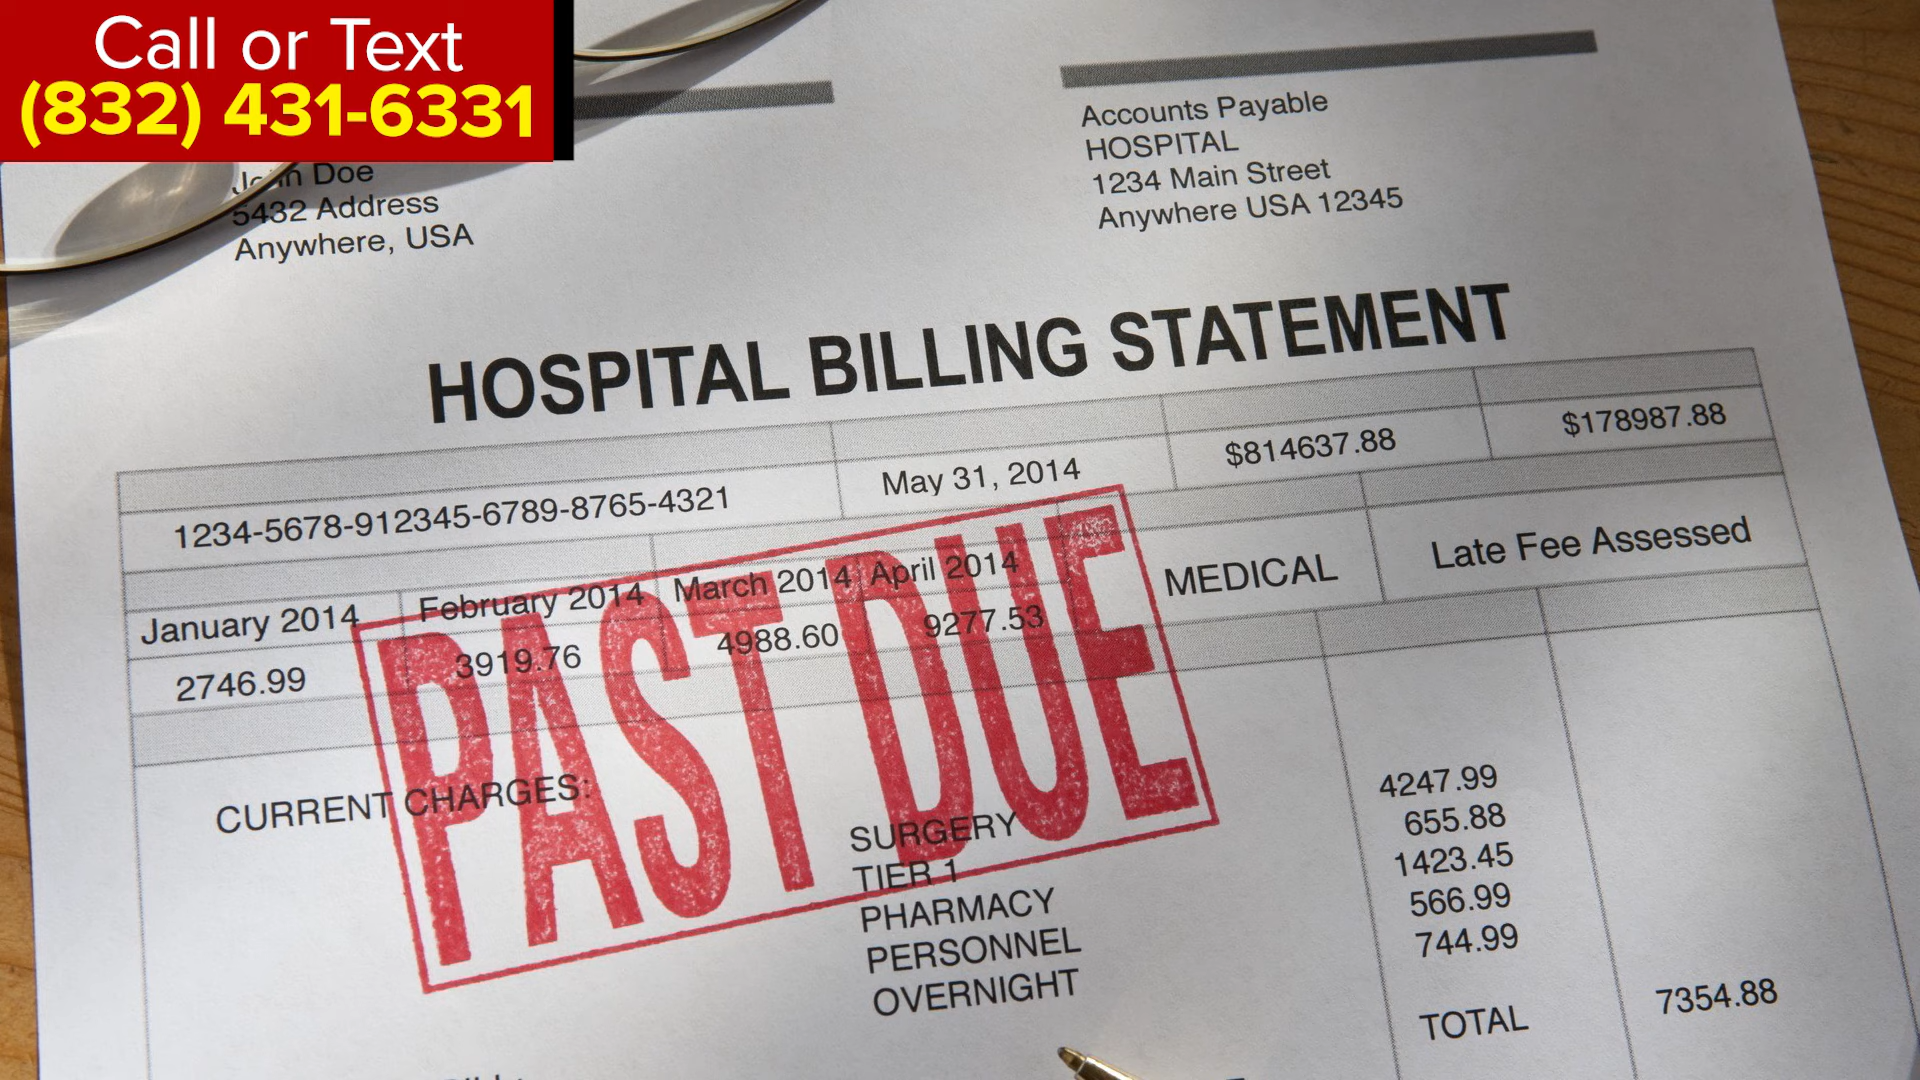 Call or Text
(832) 431-6331
John Doe
5432 Address
Anywhere, USA
Accounts Payable
HOSPITAL
1234 Main Street
Anywhere USA 12345
HOSPITAL BILLING STATEMENT
1234-5678-912345-6789-8765-4321 May 31, 2014 $814637.88 $178987.88
January 2014 February 2014 March 2014 April 2014 MEDICAL Late Fee Assessed
2746.99 3919.76 4988.60 9277.53
PAST DUE
CURRENT CHARGES:
SURGERY 4247.99
TIER 1 655.88
PHARMACY 1423.45
PERSONNEL 566.99
OVERNIGHT 744.99
TOTAL 7354.88